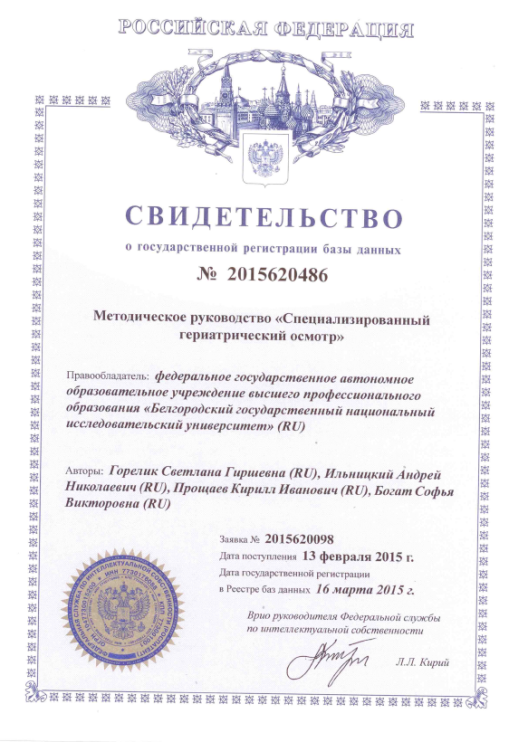 РОССИЙСКАЯ ФЕДЕРАЦИЯ
СВИДЕТЕЛЬСТВО
о государственной регистрации базы данных
№ 2015620486
Методическое руководство «Специализированный
гериатрический осмотр»
Правообладатель: федеральное государственное автономное
образовательное учреждение высшего профессионального
образования «Белгородский государственный национальный
исследовательский университет» (RU)
Авторы: Горелик Светлана Гиршевна (RU), Ильницкий Андрей
Николаевич (RU), Прощаев Кирилл Иванович (RU), Богат Софья
Викторовна (RU)
Заявка № 2015620098
Дата поступления 13 февраля 2015 г.
Дата государственной регистрации
в Реестре баз данных 16 марта 2015 г.
Врио руководителя Федеральной службы
по интеллектуальной собственности
Л.Л. Кирий